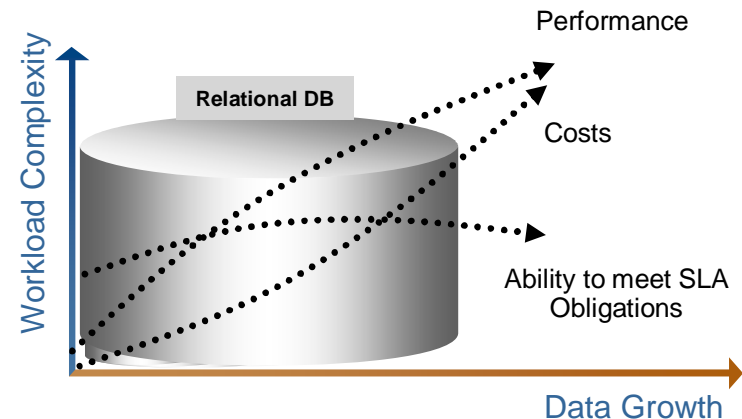 Performance
Workload Complexity
Relational DB
Costs
Ability to meet SLA
Obligations
Data Growth